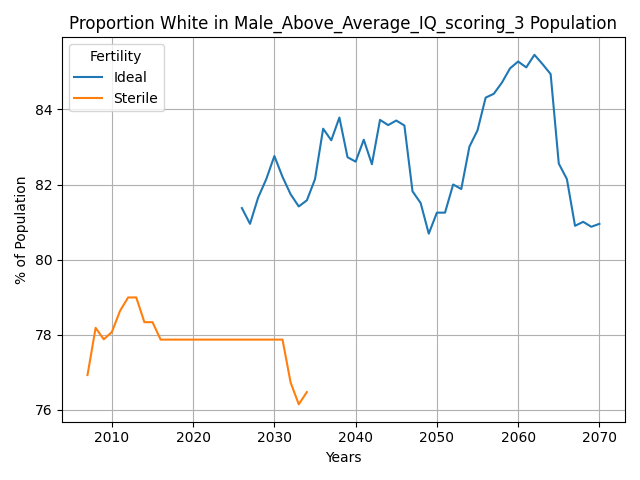 Proportion White in Male_Above_Average_IQ_scoring_3 Population
Fertility
Ideal
Sterile
% of Population
84
82
80
78
76
2010 2020 2030 2040 2050 2060 2070
Years